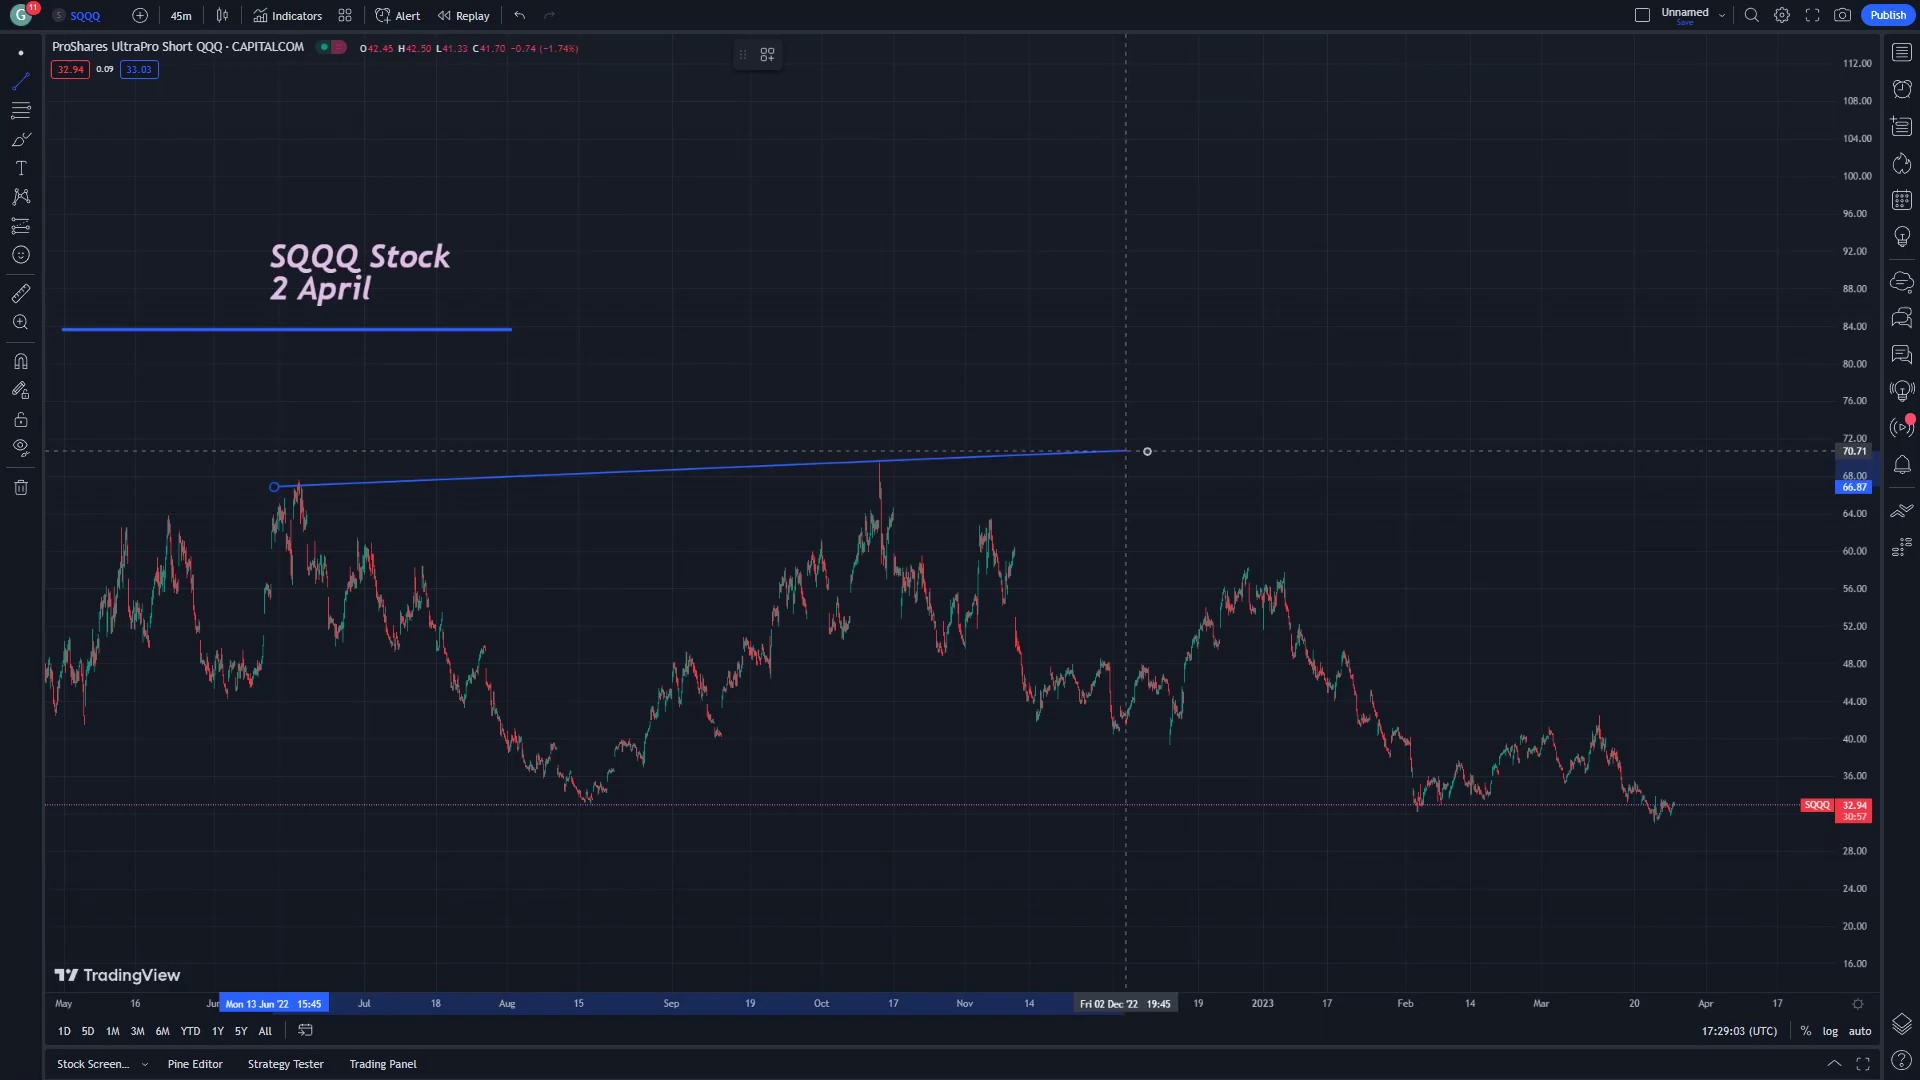 G 11 S SQQQ 45m Indicators Alert Replay Unnamed Save Publish
ProShares UltraPro Short QQQ · CAPITALCOM O42.45 H42.50 L41.33 C41.70 −0.74 (−1.74%)
32.94 0.09 33.03
112.00
108.00
104.00
100.00
96.00
92.00
SQQQ Stock
2 April
88.00
84.00
80.00
76.00
72.00
70.71
68.00
66.87
64.00
60.00
56.00
52.00
48.00
44.00
40.00
36.00
SQQQ 32.94
30:57
28.00
24.00
20.00
16.00
TradingView
May 16 Jun Mon 13 Jun '22 15:45 Jul 18 Aug 15 Sep 19 Oct 17 Nov 14 Fri 02 Dec '22 19:45 19 2023 17 Feb 14 Mar 20 Apr 17
1D 5D 1M 3M 6M YTD 1Y 5Y All 17:29:03 (UTC) % log auto
Stock Screen... Pine Editor Strategy Tester Trading Panel